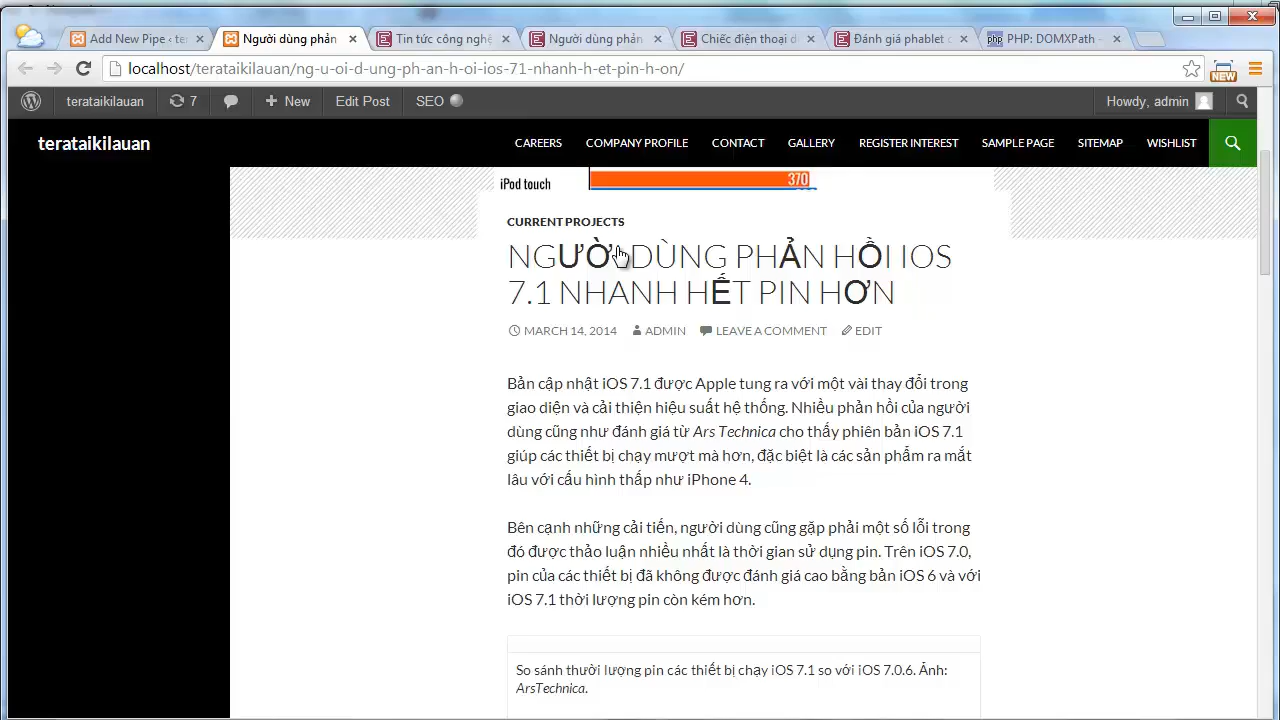 Add New Pipe ‹ te
Người dùng phản
Tin tức công ngh
Người dùng phản
Chiếc điện thoại d
Đánh giá phablet
PHP: DOMXPath –
localhost/terataikilauan/ng-u-oi-d-ung-ph-an-h-oi-ios-71-nhanh-h-et-pin-h-on/
NEW
terataikilauan
7
New
Edit Post
SEO
Howdy, admin
terataikilauan
CAREERS
COMPANY PROFILE
CONTACT
GALLERY
REGISTER INTEREST
SAMPLE PAGE
SITEMAP
WISHLIST
iPod touch
370
CURRENT PROJECTS
NGƯỜI DÙNG PHẢN HỒI IOS
7.1 NHANH HẾT PIN HƠN
MARCH 14, 2014
ADMIN
LEAVE A COMMENT
EDIT
Bản cập nhật iOS 7.1 được Apple tung ra với một vài thay đổi trong
giao diện và cải thiện hiệu suất hệ thống. Nhiều phản hồi của người
dùng cũng như đánh giá từ Ars Technica cho thấy phiên bản iOS 7.1
giúp các thiết bị chạy mượt mà hơn, đặc biệt là các sản phẩm ra mắt
lâu với cấu hình thấp như iPhone 4.
Bên cạnh những cải tiến, người dùng cũng gặp phải một số lỗi trong
đó được thảo luận nhiều nhất là thời gian sử dụng pin. Trên iOS 7.0,
pin của các thiết bị đã không được đánh giá cao bằng bản iOS 6 và với
iOS 7.1 thời lượng pin còn kém hơn.
So sánh thười lượng pin các thiết bị chạy iOS 7.1 so với iOS 7.0.6. Ảnh:
ArsTechnica.